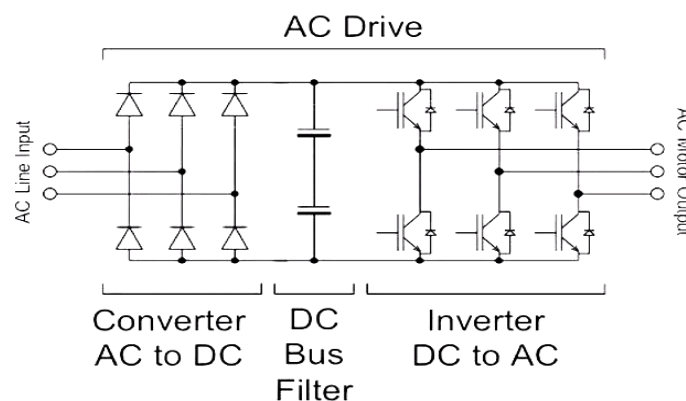 AC Drive
AC Line Input
AC Motor Output
Converter
AC to DC
DC
Bus
Filter
Inverter
DC to AC